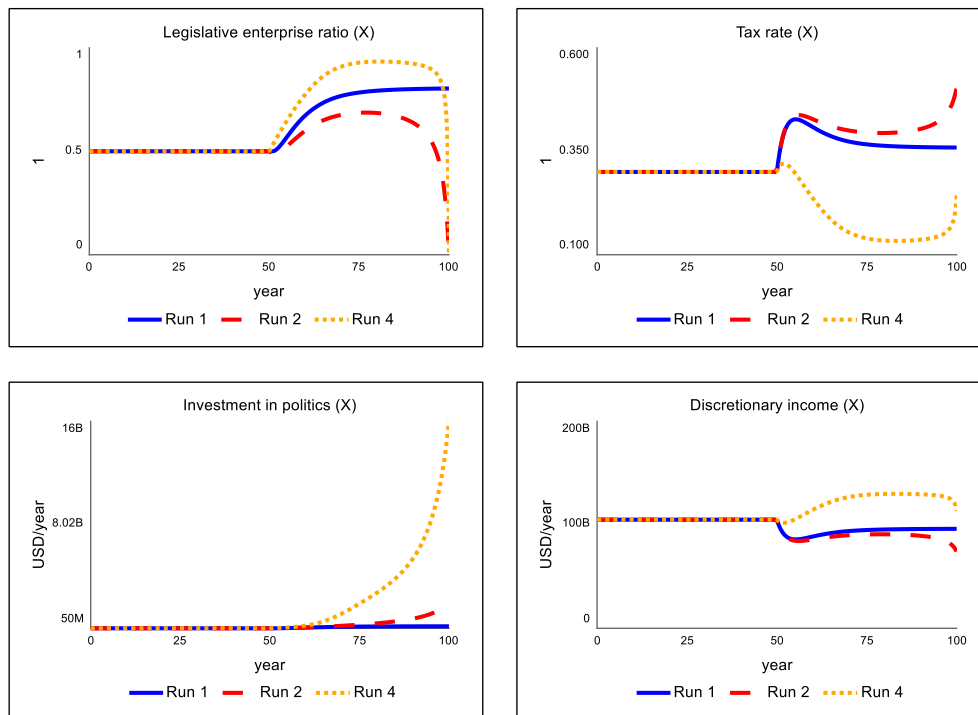 Legislative enterprise ratio (X)
1
0.5
0
1
0
25
50
75
100
year
Run 1
Run 2
Run 4
Tax rate (X)
0.600
0.350
0.100
1
0
25
50
75
100
year
Run 1
Run 2
Run 4
Investment in politics (X)
16B
8.02B
50M
USD/year
0
25
50
75
100
year
Run 1
Run 2
Run 4
Discretionary income (X)
200B
100B
0
USD/year
0
25
50
75
100
year
Run 1
Run 2
Run 4